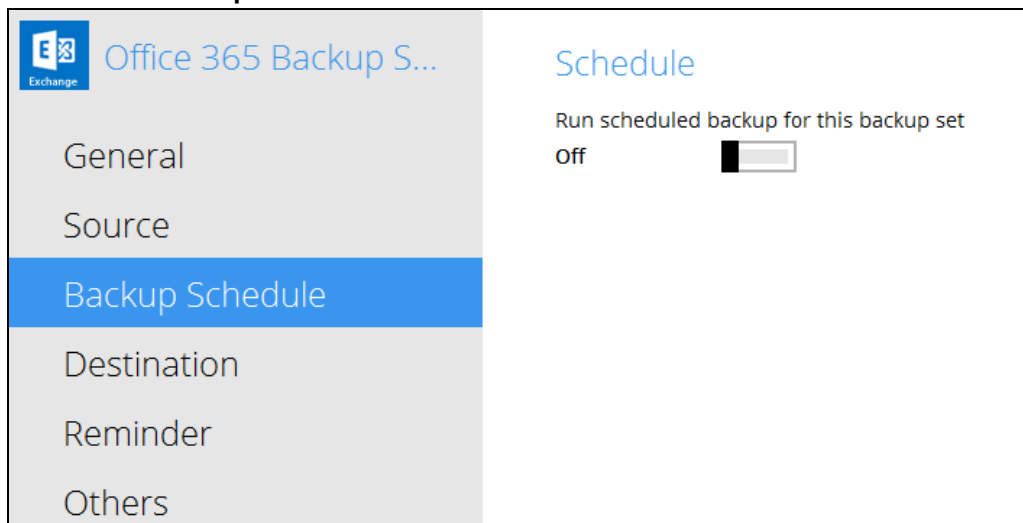 E
Exchange
Office 365 Backup S...
General
Source
Backup Schedule
Destination
Reminder
Others
Schedule
Run scheduled backup for this backup set
Off